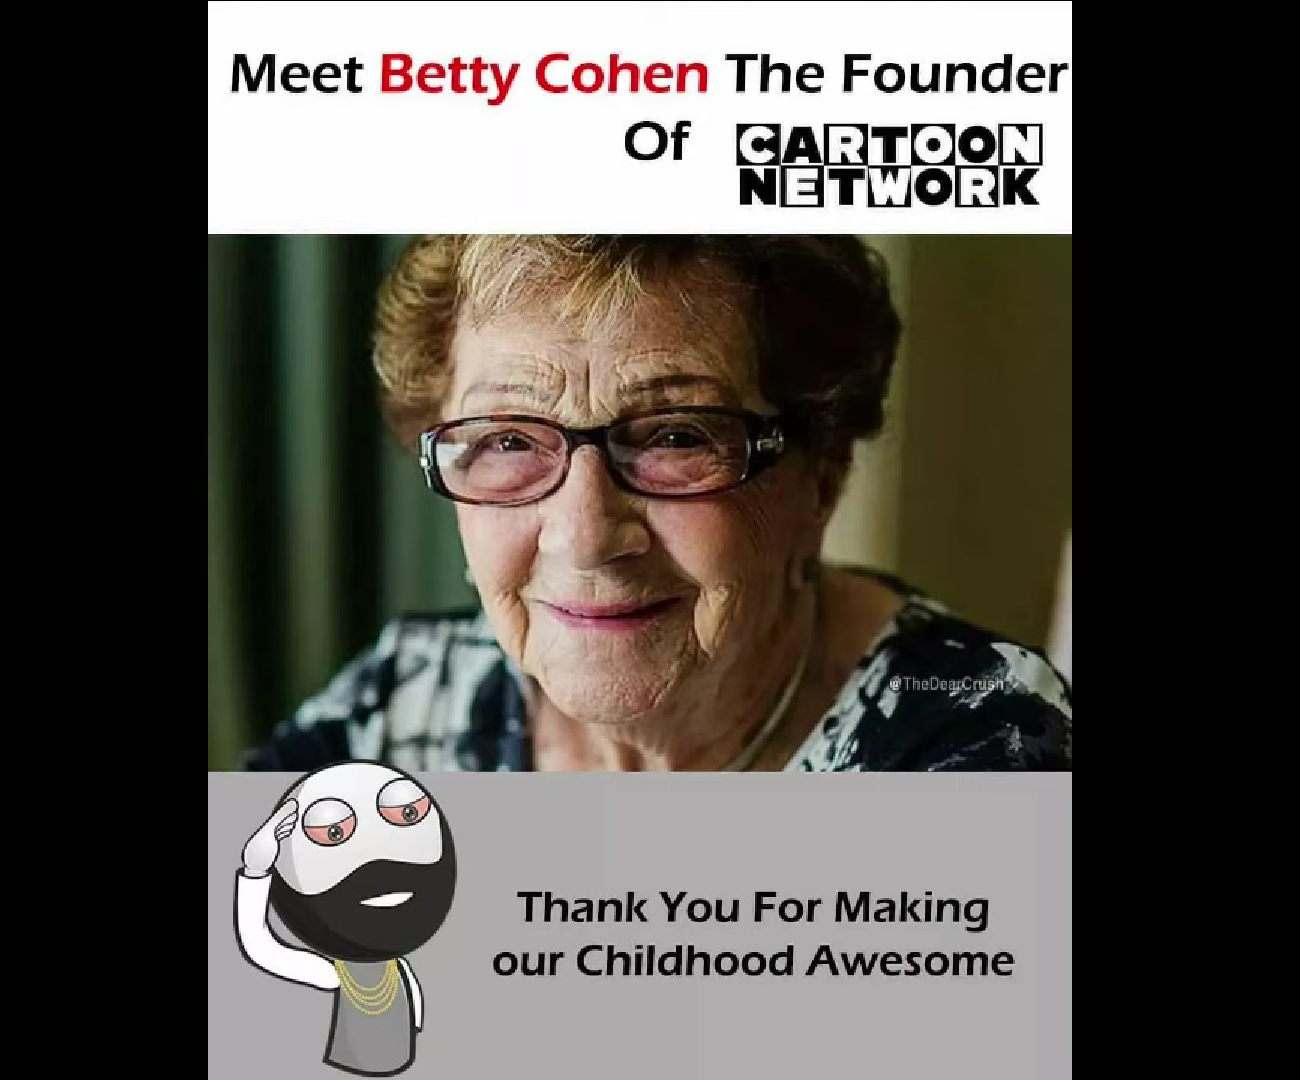 Meet Betty Cohen The Founder
Of CARTOON
NETWORK
@TheDearCrush
Thank You For Making
our Childhood Awesome